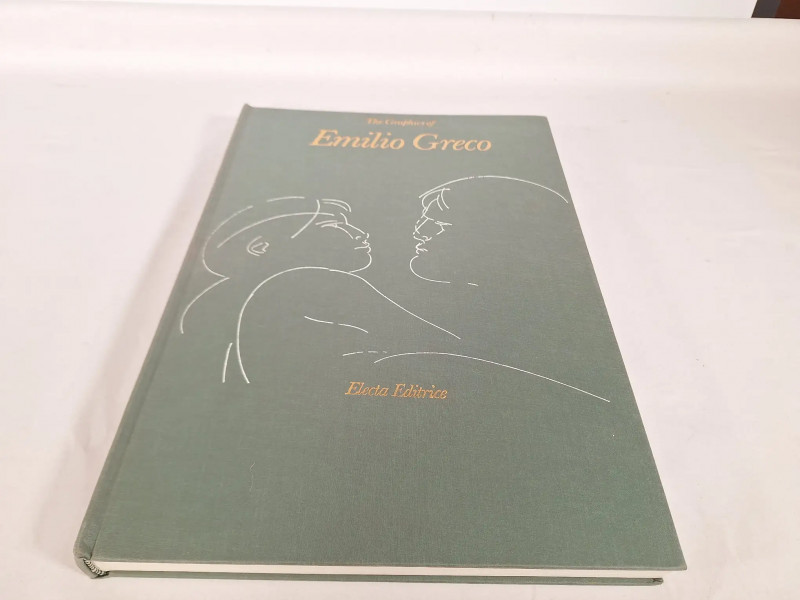 The Graphics of
Emilio Greco
Electa Editrice